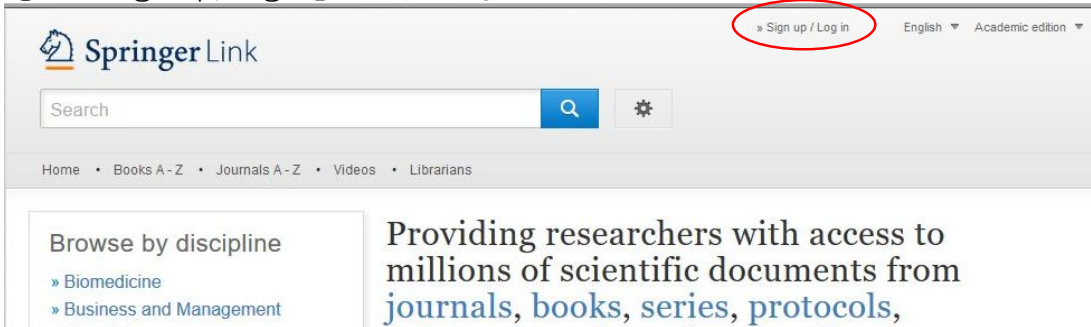 » Sign up / Log in English Academic edition
Springer Link
Search
Home • Books A - Z • Journals A - Z • Videos • Librarians
Browse by discipline
» Biomedicine
» Business and Management
Providing researchers with access to
millions of scientific documents from
journals, books, series, protocols,